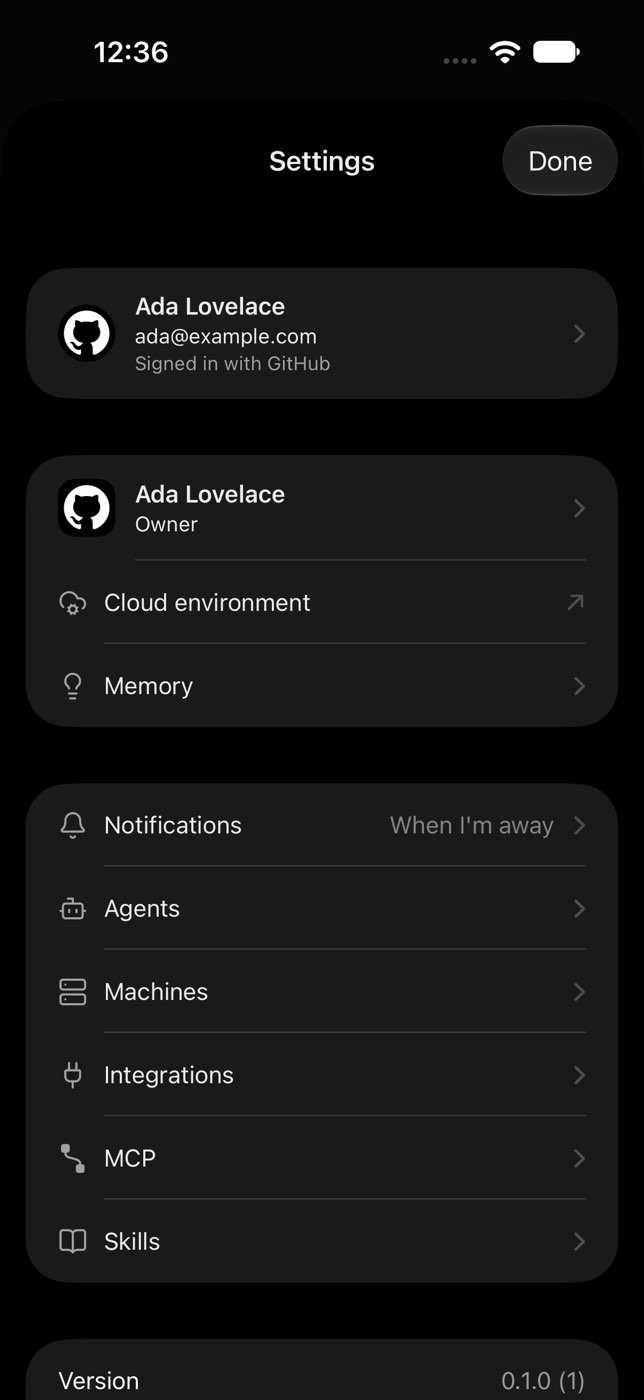 12:36
Settings
Done
Ada Lovelace
ada@example.com
Signed in with GitHub
Ada Lovelace
Owner
Cloud environment
Memory
Notifications
When I'm away
Agents
Machines
Integrations
MCP
Skills
Version
0.1.0 (1)